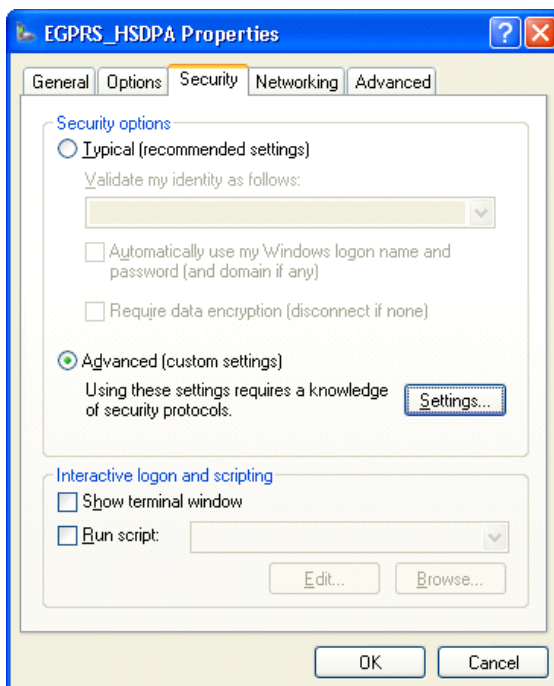 EGPRS_HSDPA Properties
General Options Security Networking Advanced
Security options
Typical (recommended settings)
Validate my identity as follows:
Automatically use my Windows logon name and
password (and domain if any)
Require data encryption (disconnect if none)
Advanced (custom settings)
Using these settings requires a knowledge
of security protocols.
Settings...
Interactive logon and scripting
Show terminal window
Run script:
Edit... Browse...
OK Cancel